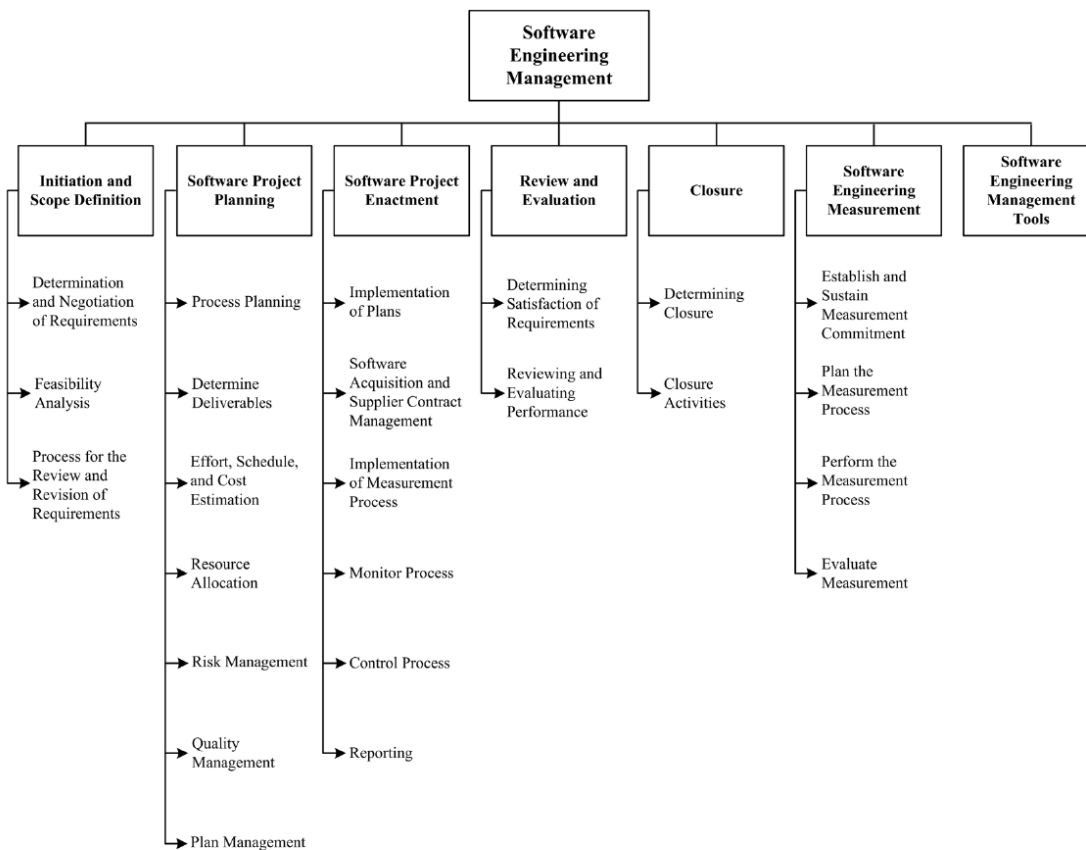 Software
Engineering
Management
Initiation and
Scope Definition
Determination
and Negotiation
of Requirements
Feasibility
Analysis
Process for the
Review and
Revision of
Requirements
Software Project
Planning
Process Planning
Determine
Deliverables
Effort, Schedule,
and Cost
Estimation
Resource
Allocation
Risk Management
Quality
Management
Plan Management
Software Project
Enactment
Implementation
of Plans
Software
Acquisition and
Supplier Contract
Management
Implementation
of Measurement
Process
Monitor Process
Control Process
Reporting
Review and
Evaluation
Determining
Satisfaction of
Requirements
Reviewing and
Evaluating
Performance
Closure
Determining
Closure
Closure
Activities
Software
Engineering
Measurement
Establish and
Sustain
Measurement
Commitment
Plan the
Measurement
Process
Perform the
Measurement
Process
Evaluate
Measurement
Software
Engineering
Management
Tools